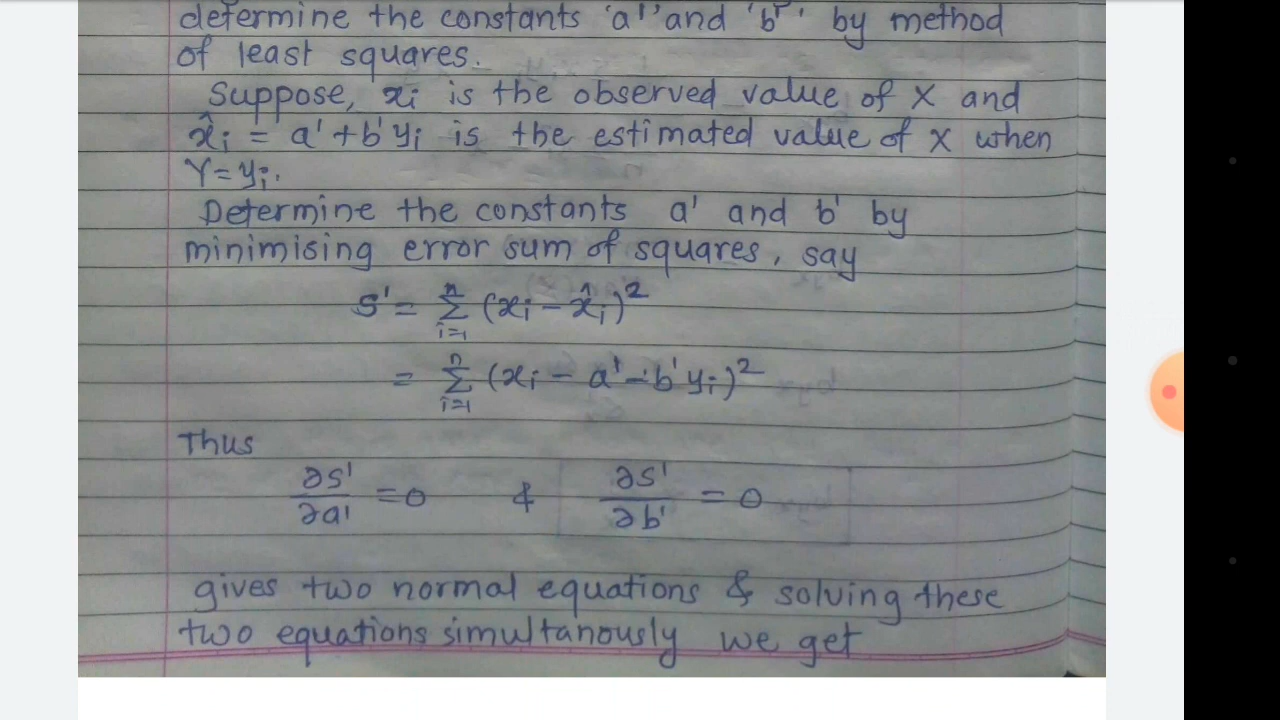 determine the constants 'a'' and 'b'' by method
of least squares.
Suppose, xi is the observed value of X and
x̂i = a' + b'yi is the estimated value of X when
Y = yi.
Determine the constants a' and b' by
minimising error sum of squares, say
S' = Σ_{i=1}^{n} (xi - x̂i)²
= Σ_{i=1}^{n} (xi - a' - b'yi)²
Thus
∂S'/∂a' = 0 & ∂S'/∂b' = 0
gives two normal equations & solving these
two equations simultanously we get